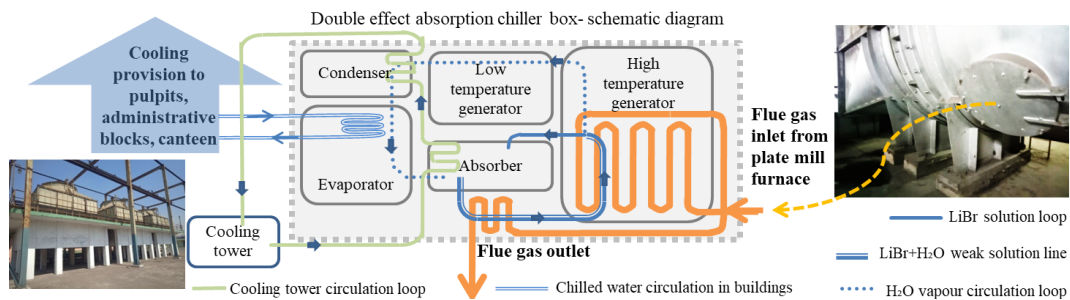 Double effect absorption chiller box- schematic diagram
Cooling
provision to
pulpits,
administrative
blocks, canteen
Condenser
Low
temperature
generator
High
temperature
generator
Evaporator
Absorber
Flue gas
inlet from
plate mill
furnace
Cooling
tower
Flue gas outlet
LiBr solution loop
LiBr+H₂O weak solution line
Cooling tower circulation loop
Chilled water circulation in buildings
H₂O vapour circulation loop